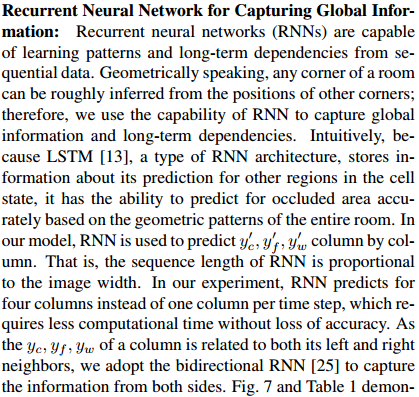 Recurrent Neural Network for Capturing Global Infor-
mation: Recurrent neural networks (RNNs) are capable
of learning patterns and long-term dependencies from se-
quential data. Geometrically speaking, any corner of a room
can be roughly inferred from the positions of other corners;
therefore, we use the capability of RNN to capture global
information and long-term dependencies. Intuitively, be-
cause LSTM [13], a type of RNN architecture, stores in-
formation about its prediction for other regions in the cell
state, it has the ability to predict for occluded area accu-
rately based on the geometric patterns of the entire room. In
our model, RNN is used to predict y′c, y′f, y′w column by col-
umn. That is, the sequence length of RNN is proportional
to the image width. In our experiment, RNN predicts for
four columns instead of one column per time step, which re-
quires less computational time without loss of accuracy. As
the yc, yf, yw of a column is related to both its left and right
neighbors, we adopt the bidirectional RNN [25] to capture
the information from both sides. Fig. 7 and Table 1 demon-